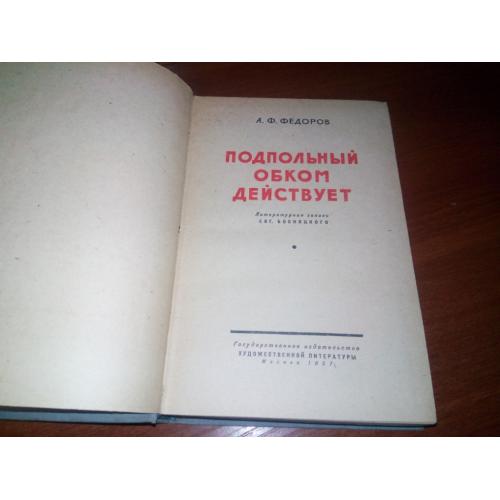 А. Ф. ФЕДОРОВ
ПОДПОЛЬНЫЙ
ОБКОМ
ДЕЙСТВУЕТ
Литературная запись
ЕВГ. БОСНЯЦКОГО
Государственное издательство
ХУДОЖЕСТВЕННОЙ ЛИТЕРАТУРЫ
Москва 1957